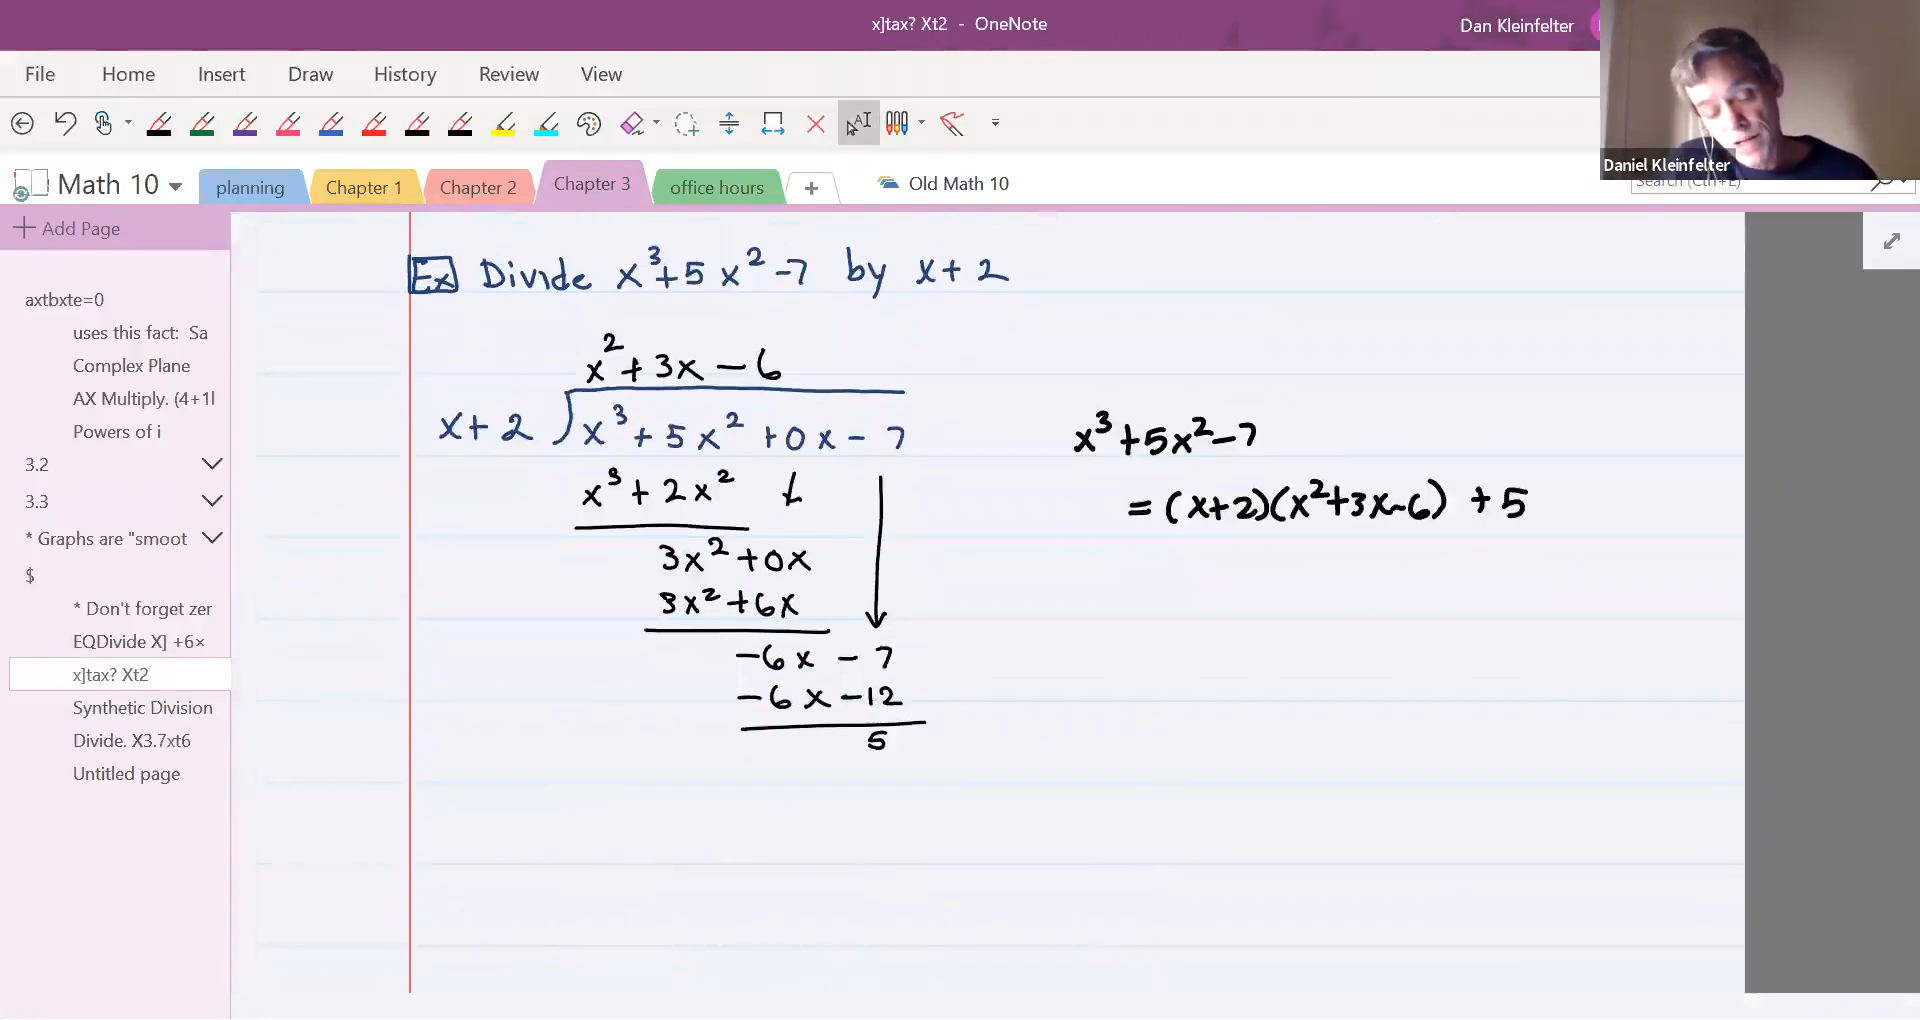 x]tax? Xt2 - OneNote
Dan Kleinfelter
File Home Insert Draw History Review View
Daniel Kleinfelter
Math 10
planning
Chapter 1
Chapter 2
Chapter 3
office hours
+
Old Math 10
Search (Ctrl+E)
Add Page
axtbxte=0
uses this fact: Sa
Complex Plane
AX Multiply. (4+1l
Powers of i
3.2
3.3
* Graphs are "smoot
$
* Don't forget zer
EQDivide X] +6×
x]tax? Xt2
Synthetic Division
Divide. X3.7xt6
Untitled page
Ex Divide x³+5x²-7 by x+2
x²+3x-6
x+2 x³+5x²+0x-7
x³+2x²
3x²+0x
3x²+6x
-6x-7
-6x-12
5
x³+5x²-7
=(x+2)(x²+3x-6)+5